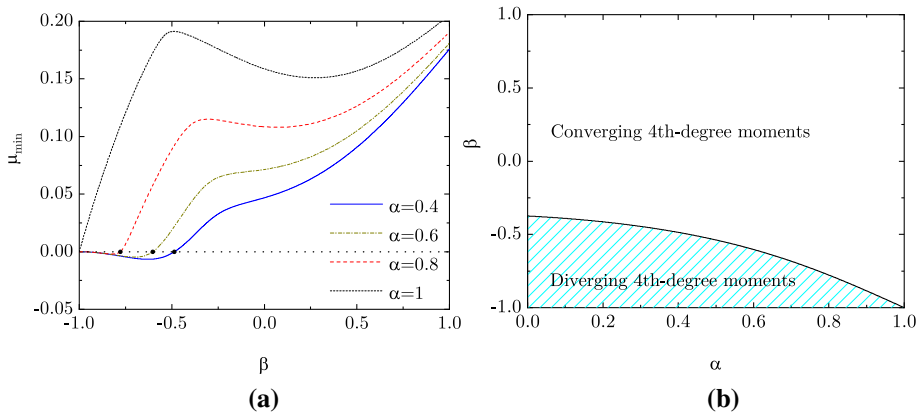 0.20
0.15
0.10
0.05
0.00
-0.05
μmin
-1.0 -0.5 0.0 0.5 1.0
β
α=0.4
α=0.6
α=0.8
α=1
(a)
1.0
0.5
0.0
-0.5
-1.0
β
Converging 4th-degree moments
Diverging 4th-degree moments
0.0 0.2 0.4 0.6 0.8 1.0
α
(b)